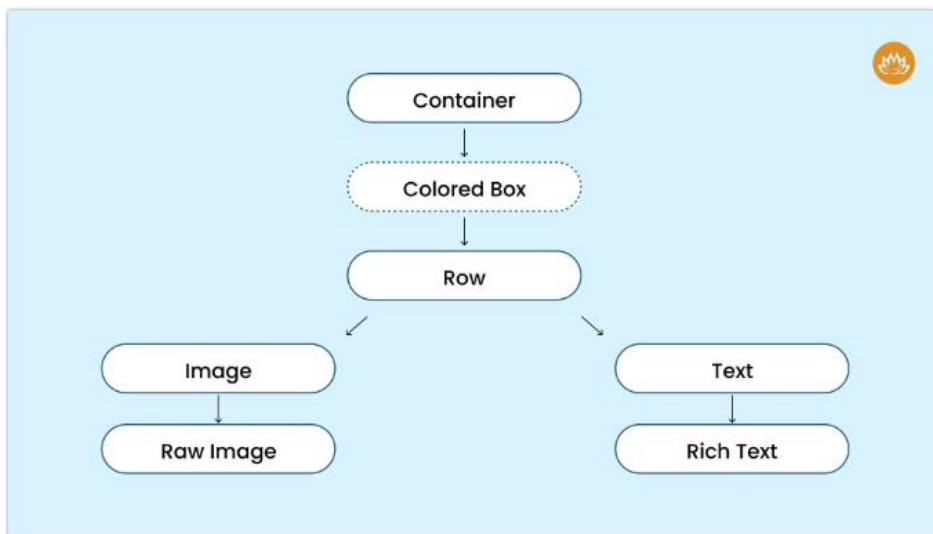 Container
Colored Box
Row
Image
Text
Raw Image
Rich Text